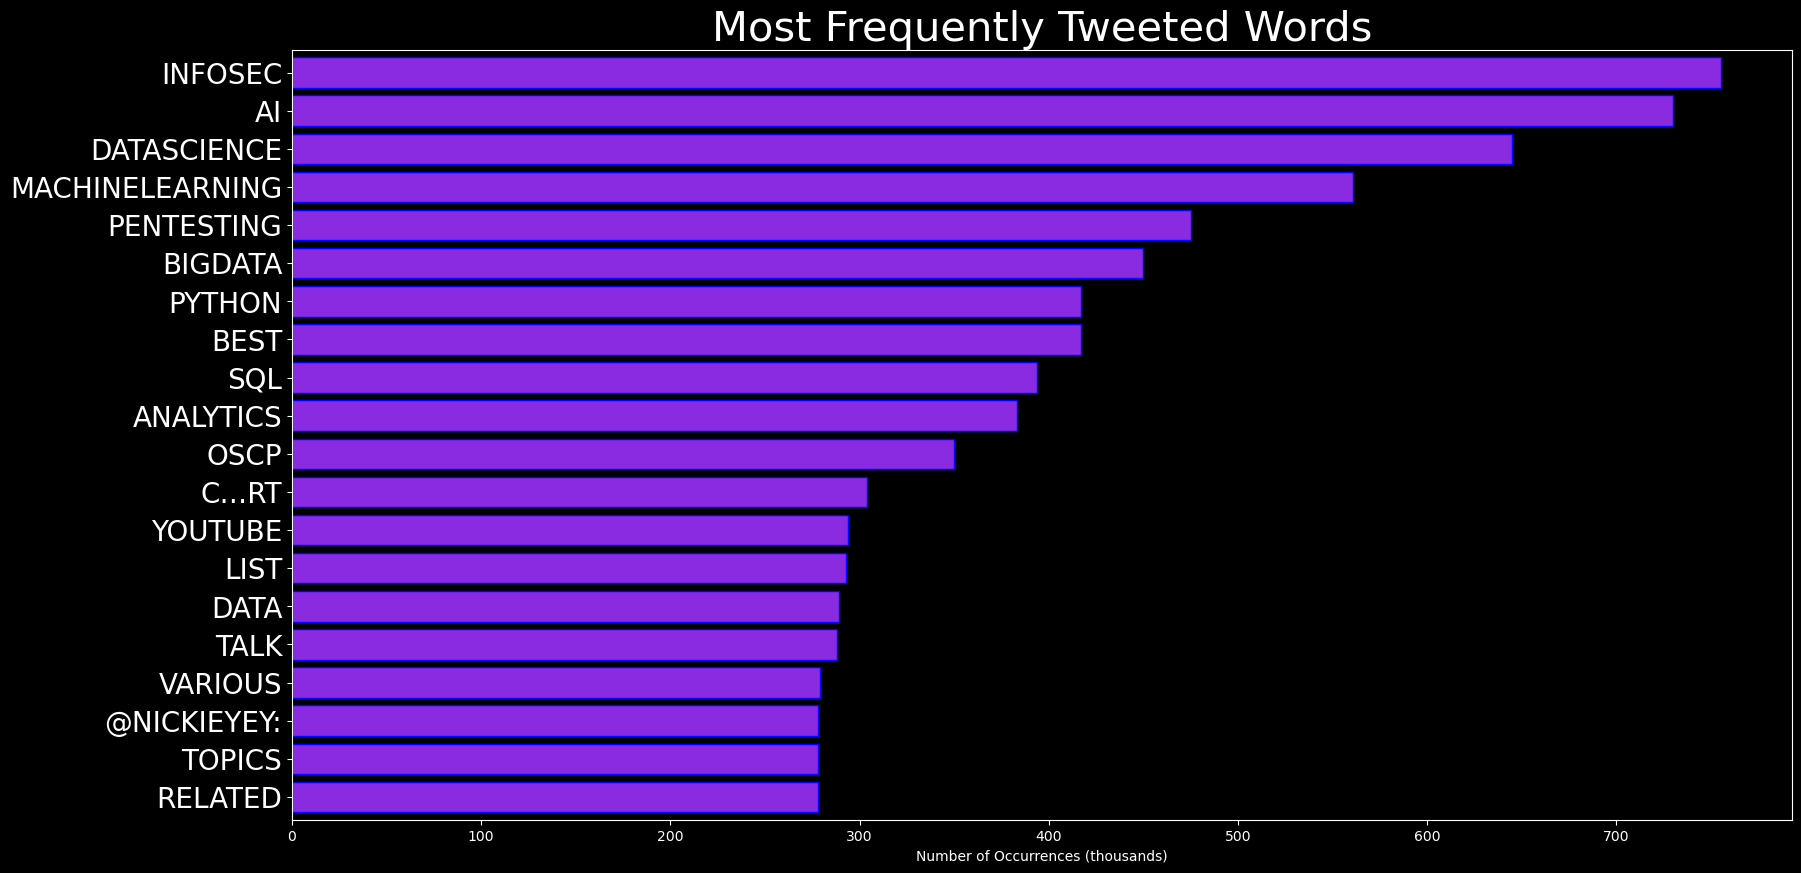 Most Frequently Tweeted Words
INFOSEC
AI
DATASCIENCE
MACHINELEARNING
PENTESTING
BIGDATA
PYTHON
BEST
SQL
ANALYTICS
OSCP
C…RT
YOUTUBE
LIST
DATA
TALK
VARIOUS
@NICKIEYEY:
TOPICS
RELATED
0 100 200 300 400 500 600 700
Number of Occurrences (thousands)